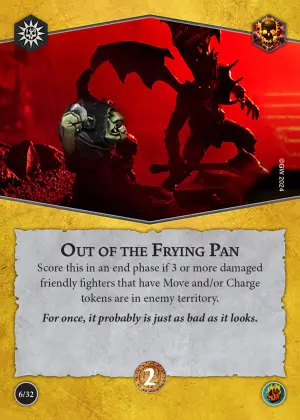 ©GW 2024
Out of the Frying Pan
Score this in an end phase if 3 or more damaged
friendly fighters that have Move and/or Charge
tokens are in enemy territory.
For once, it probably is just as bad as it looks.
2
6/32